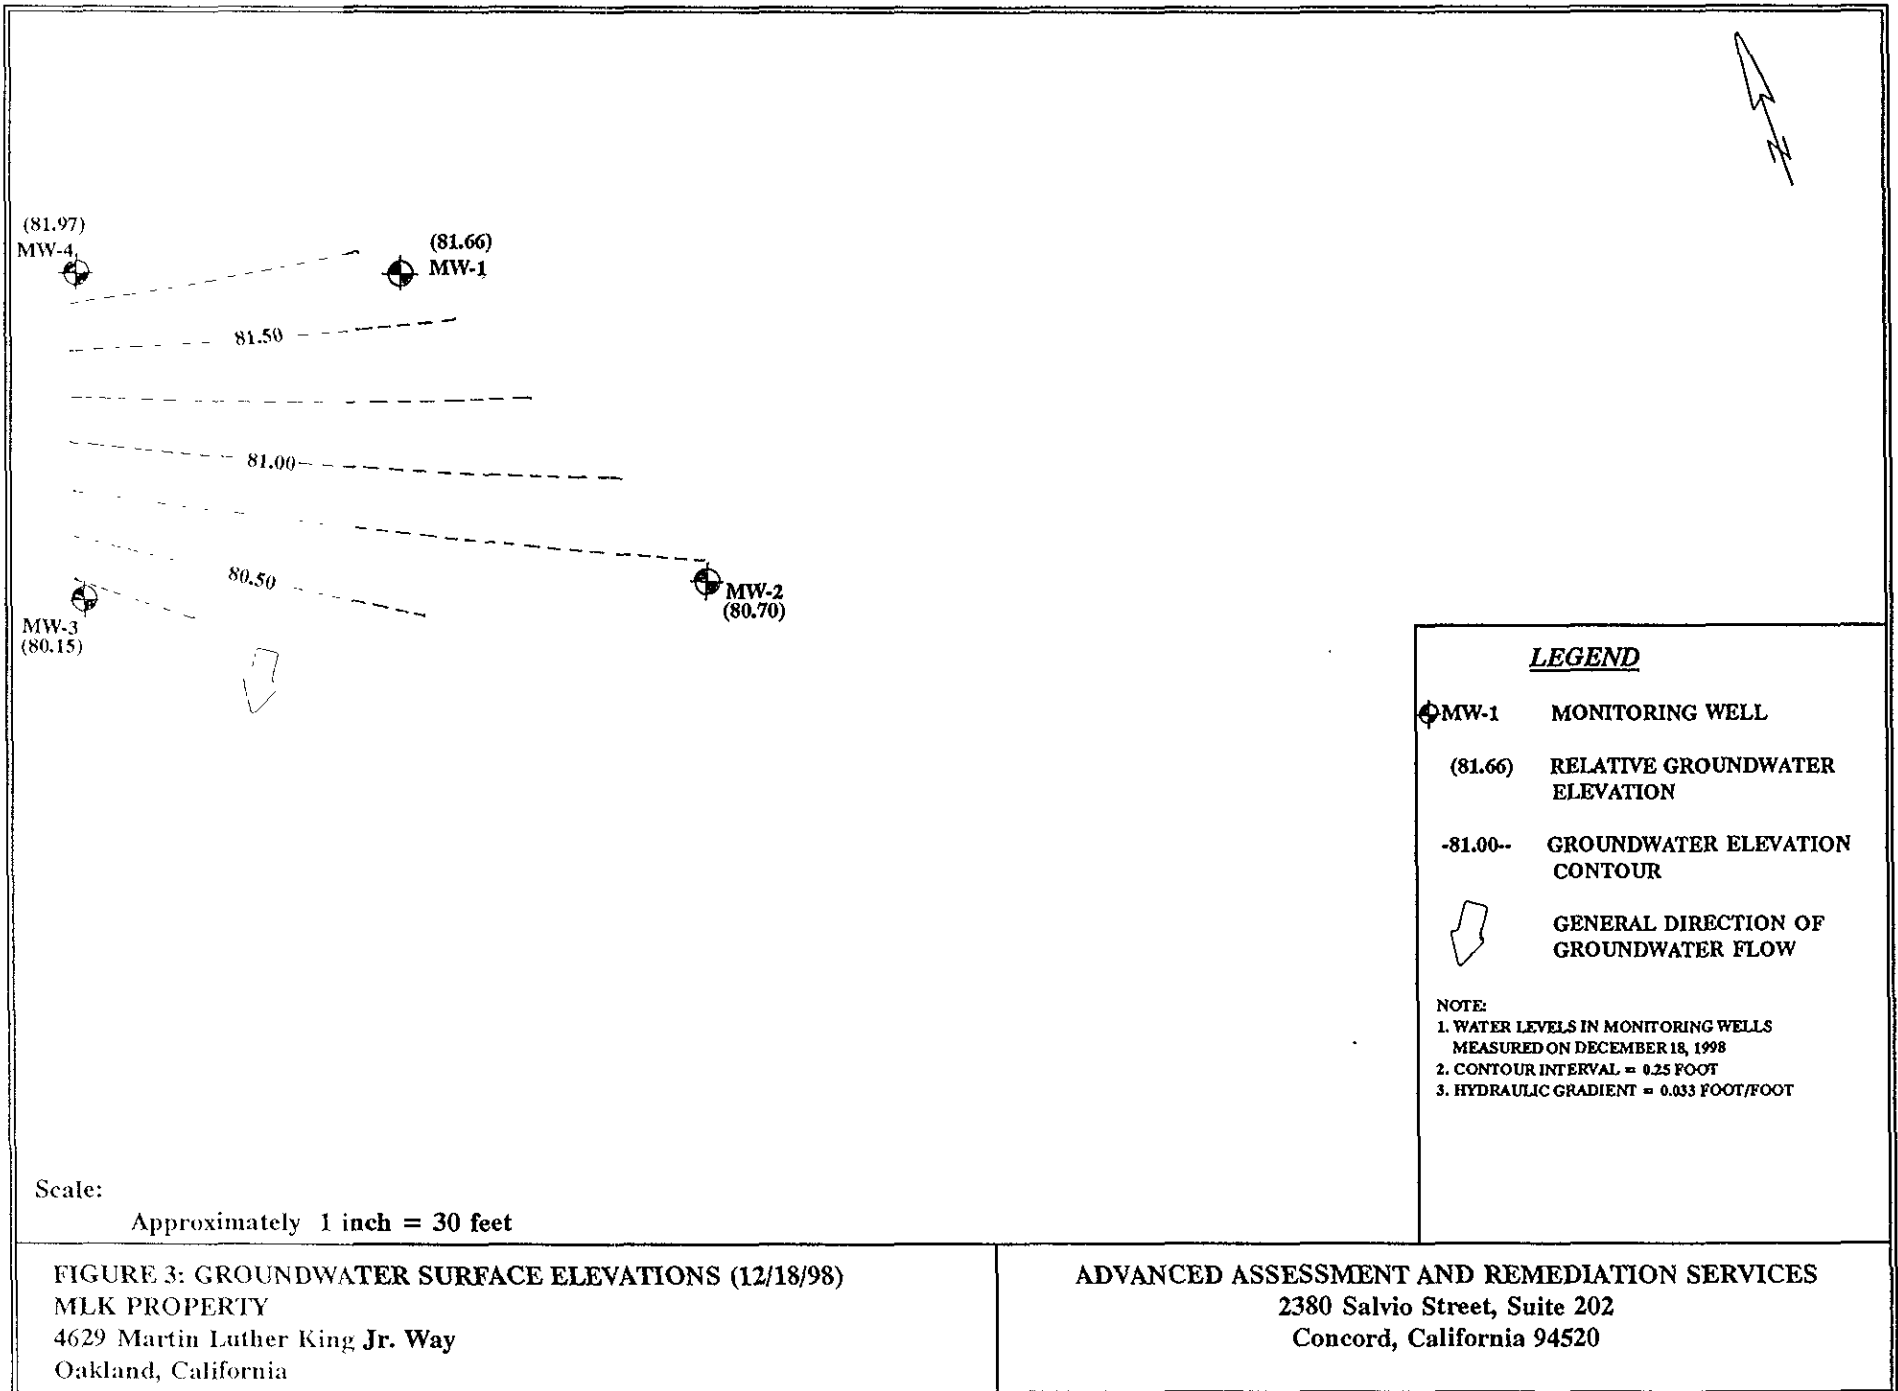 (81.97)
MW-4
(81.66)
MW-1
81.50
81.00
80.50
MW-2
(80.70)
MW-3
(80.15)
LEGEND
MW-1 MONITORING WELL
(81.66) RELATIVE GROUNDWATER
ELEVATION
-81.00-- GROUNDWATER ELEVATION
CONTOUR
GENERAL DIRECTION OF
GROUNDWATER FLOW
NOTE:
1. WATER LEVELS IN MONITORING WELLS
MEASURED ON DECEMBER 18, 1998
2. CONTOUR INTERVAL = 0.25 FOOT
3. HYDRAULIC GRADIENT = 0.033 FOOT/FOOT
Scale:
Approximately 1 inch = 30 feet
FIGURE 3: GROUNDWATER SURFACE ELEVATIONS (12/18/98)
MLK PROPERTY
4629 Martin Luther King Jr. Way
Oakland, California
ADVANCED ASSESSMENT AND REMEDIATION SERVICES
2380 Salvio Street, Suite 202
Concord, California 94520